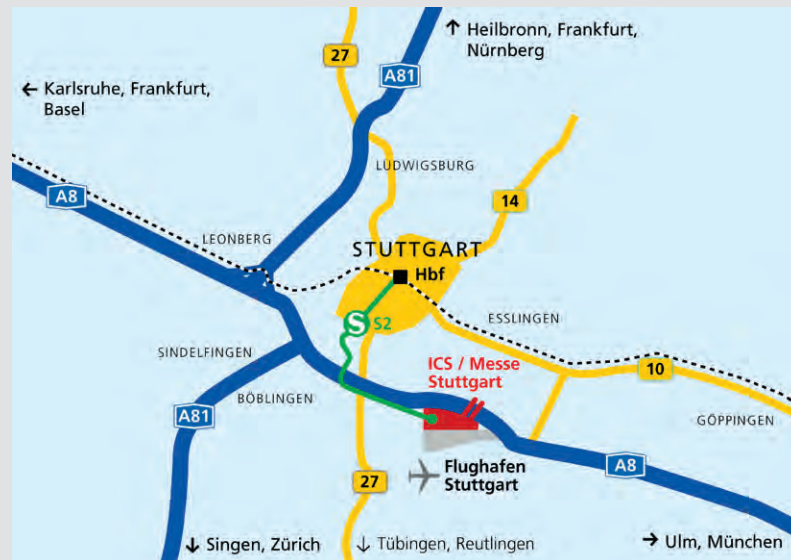 ↑ Heilbronn, Frankfurt,
Nürnberg
27
A81
← Karlsruhe, Frankfurt,
Basel
LUDWIGSBURG
A8
14
LEONBERG
STUTTGART
Hbf
S S2
ESSLINGEN
SINDELFINGEN
ICS / Messe
Stuttgart
10
BÖBLINGEN
A81
GÖPPINGEN
A8
Flughafen
Stuttgart
27
↓ Singen, Zürich
↓ Tübingen, Reutlingen
→ Ulm, München